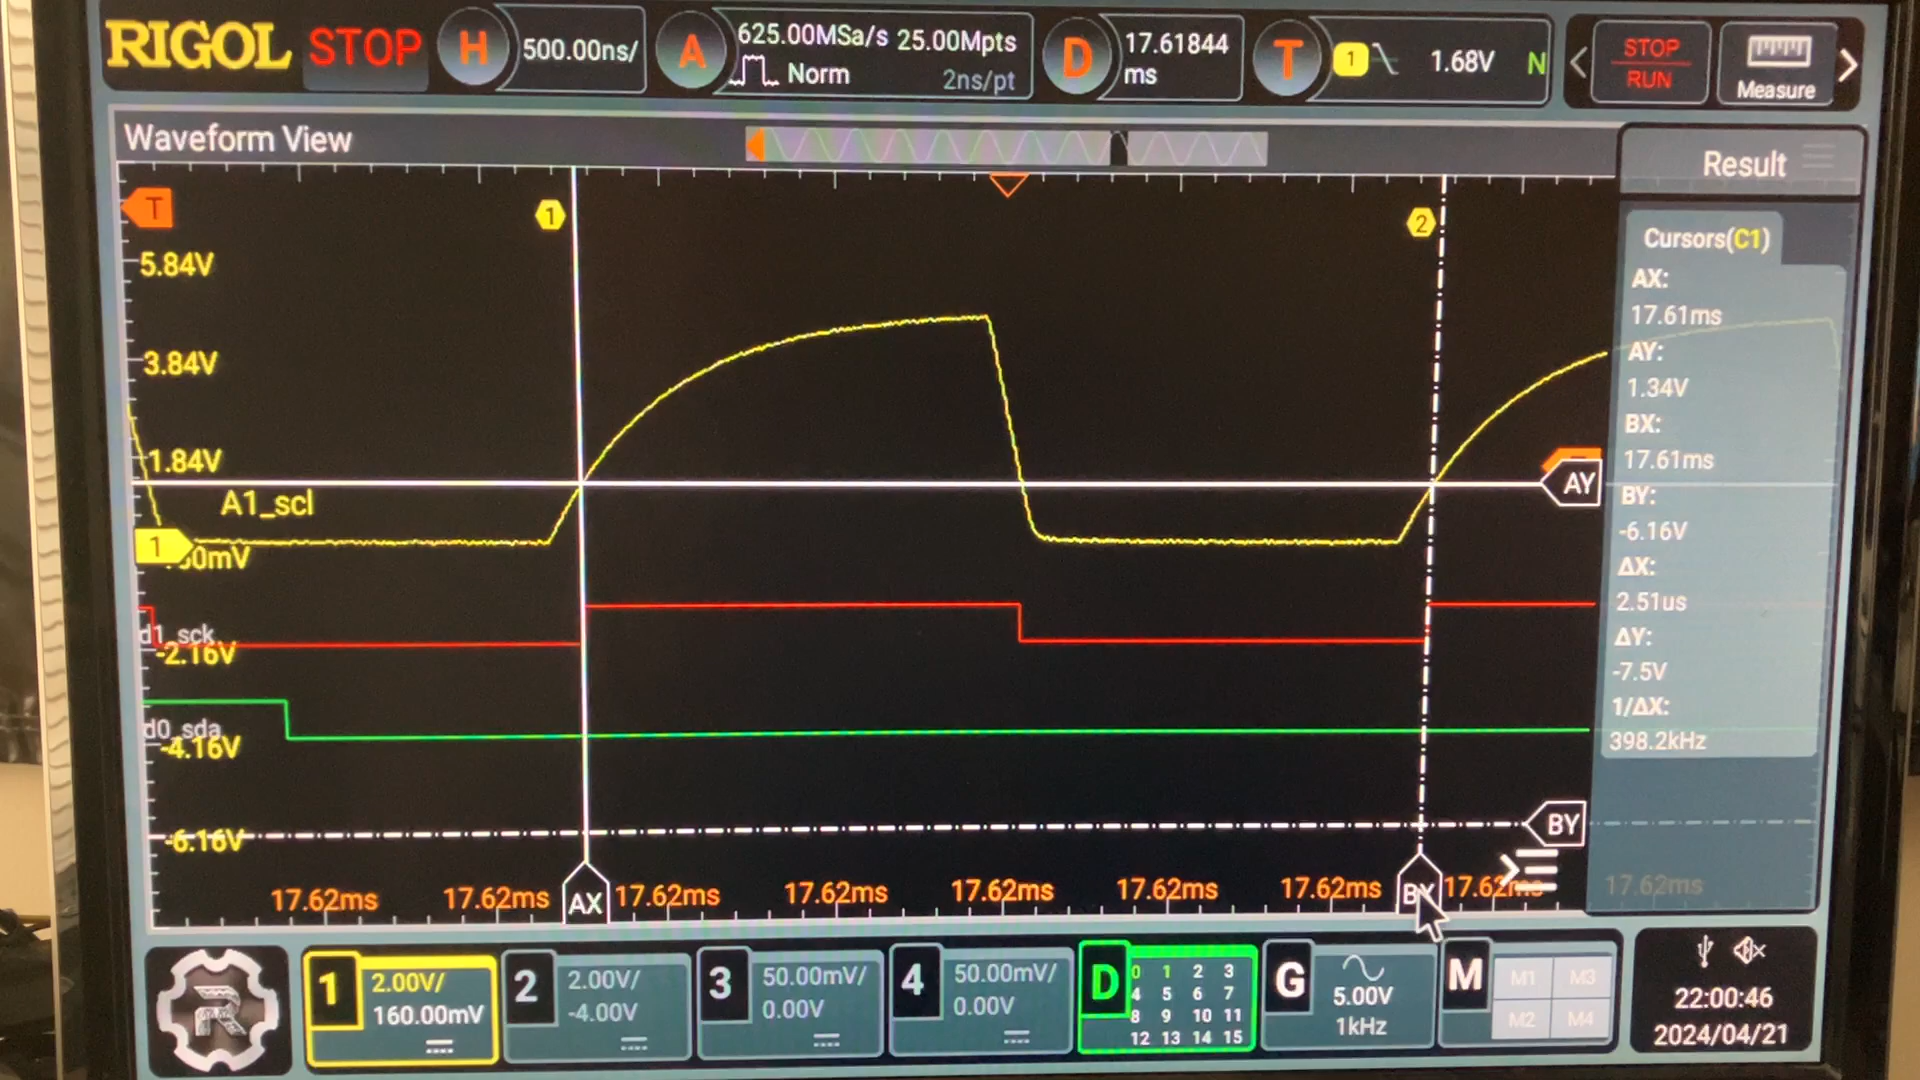 RIGOL STOP H 500.00ns/ A 625.00MSa/s 25.00Mpts D 17.61844 T 1 1.68V N < STOP >
Norm 2ns/pt ms RUN Measure
Waveform View
Result
T
1
2
5.84V
3.84V
1.84V
A1_scl
1
0mV
d1_sck
-2.16V
d0_sda
-4.16V
-6.16V
AY
BY
17.62ms 17.62ms AX 17.62ms 17.62ms 17.62ms 17.62ms 17.62ms BX 17.62ms 17.62ms
Cursors(C1)
AX:
17.61ms
AY:
1.34V
BX:
17.61ms
BY:
-6.16V
ΔX:
2.51us
ΔY:
-7.5V
1/ΔX:
398.2kHz
R
1 2.00V/
160.00mV
2 2.00V/
-4.00V
3 50.00mV/
0.00V
4 50.00mV/
0.00V
D 0 1 2 3
4 5 6 7
8 9 10 11
12 13 14 15
G 5.00V
1kHz
M M1 M3
M2 M4
22:00:46
2024/04/21